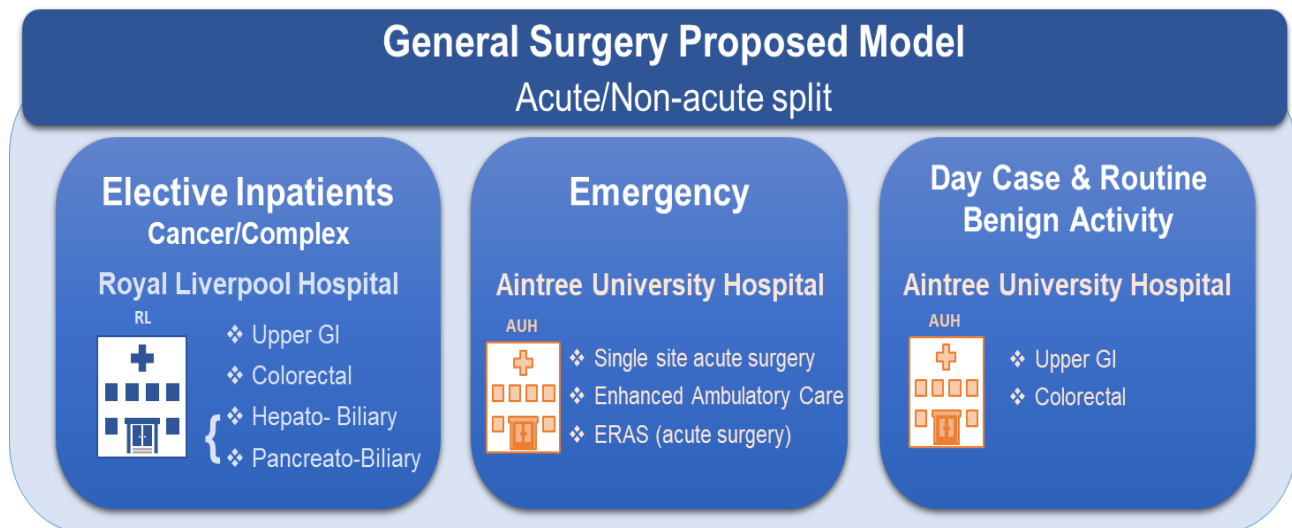 General Surgery Proposed Model
Acute/Non-acute split
Elective Inpatients
Cancer/Complex
Royal Liverpool Hospital
RL
❖ Upper GI
❖ Colorectal
{ ❖ Hepato- Biliary
❖ Pancreato-Biliary
Emergency
Aintree University Hospital
AUH
❖ Single site acute surgery
❖ Enhanced Ambulatory Care
❖ ERAS (acute surgery)
Day Case & Routine
Benign Activity
Aintree University Hospital
AUH
❖ Upper GI
❖ Colorectal